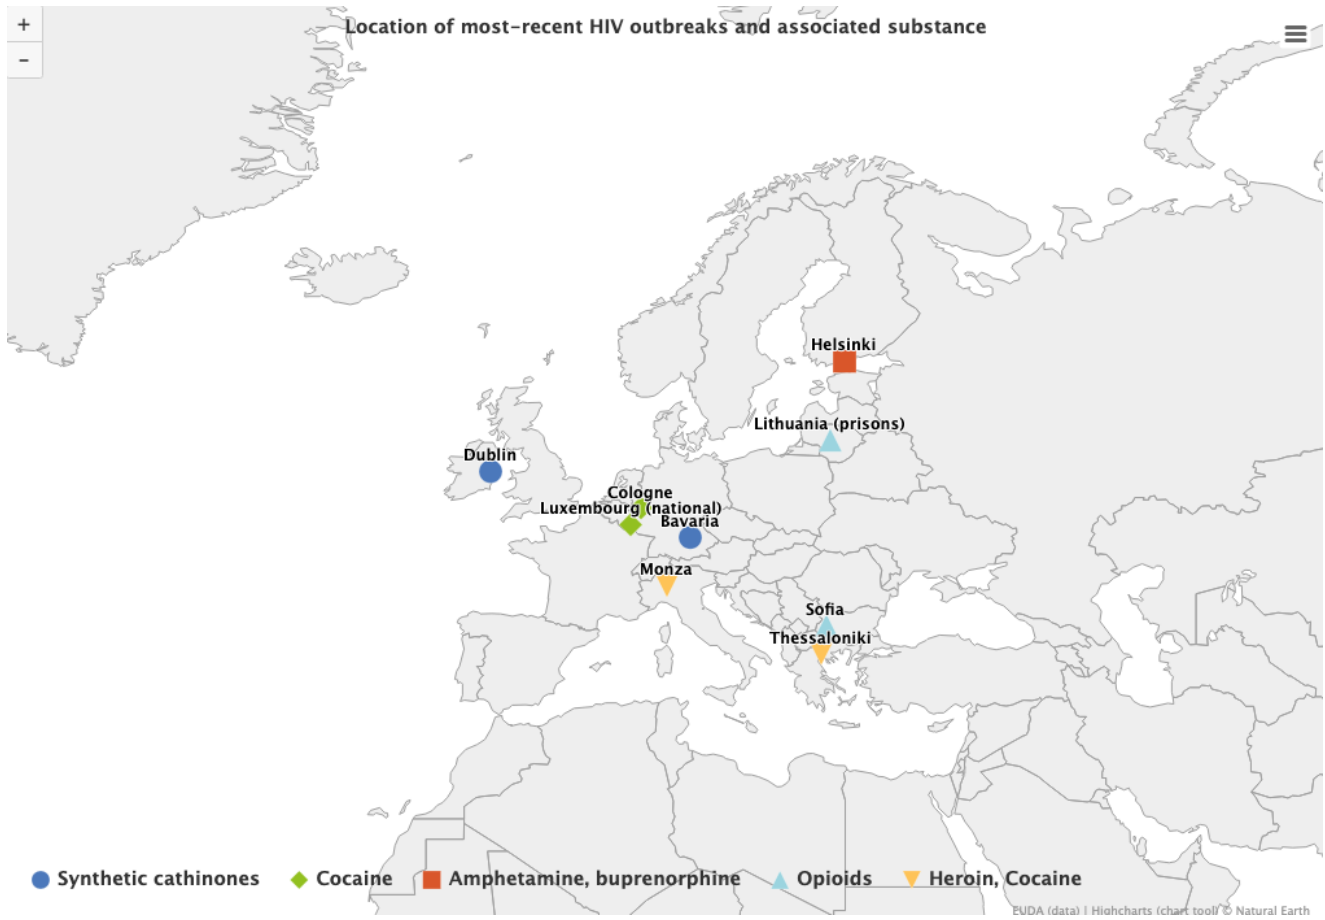 +
Location of most-recent HIV outbreaks and associated substance
−
Helsinki
Lithuania (prisons)
Dublin
Cologne
Luxembourg (national)
Bavaria
Monza
Sofia
Thessaloniki
Synthetic cathinones Cocaine Amphetamine, buprenorphine Opioids Heroin, Cocaine
EUDA (data) | Highcharts (chart tool) © Natural Earth